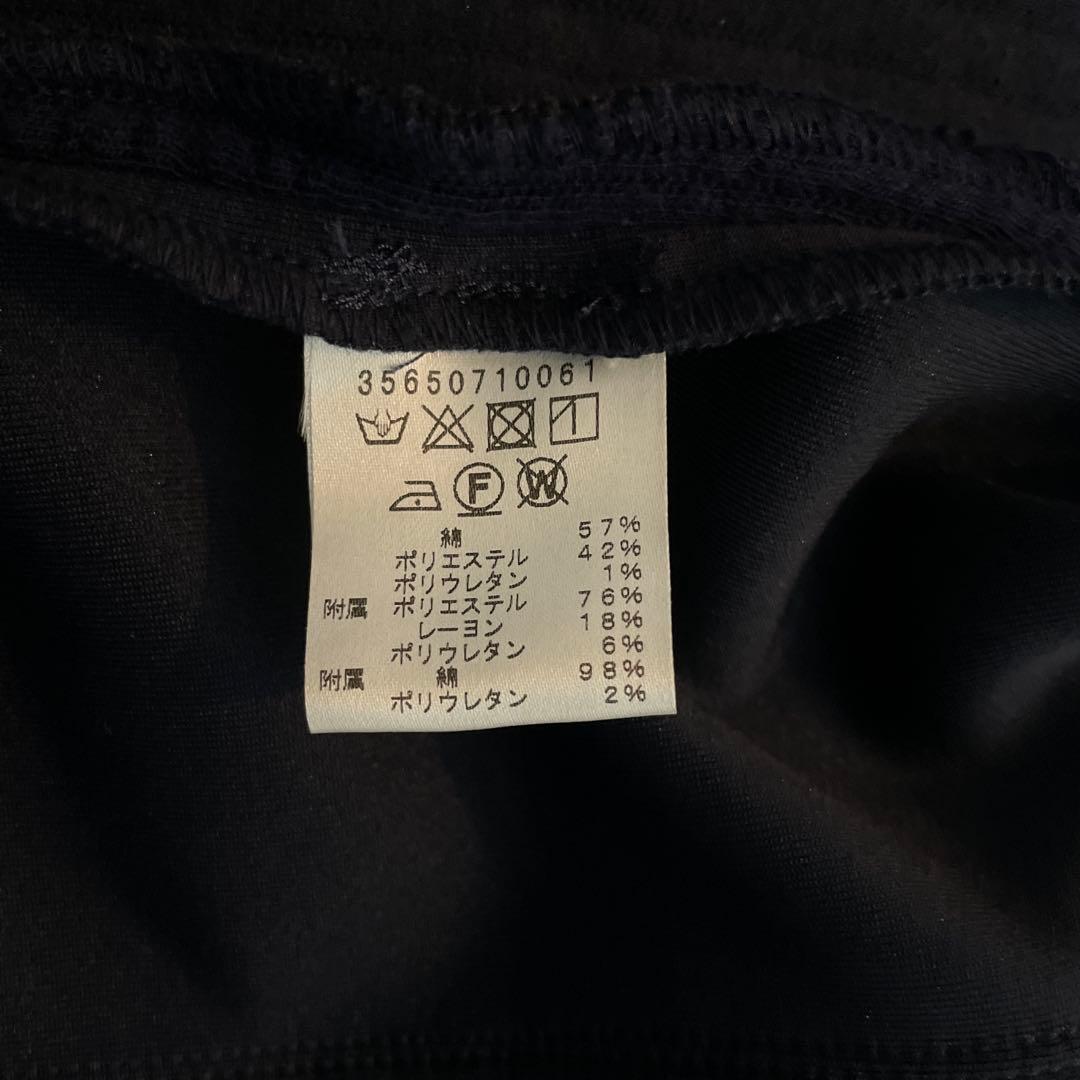 35650710061
F W
綿 57%
ポリエステル 42%
ポリウレタン 1%
附属 ポリエステル 76%
レーヨン 18%
ポリウレタン 6%
附属 綿 98%
ポリウレタン 2%